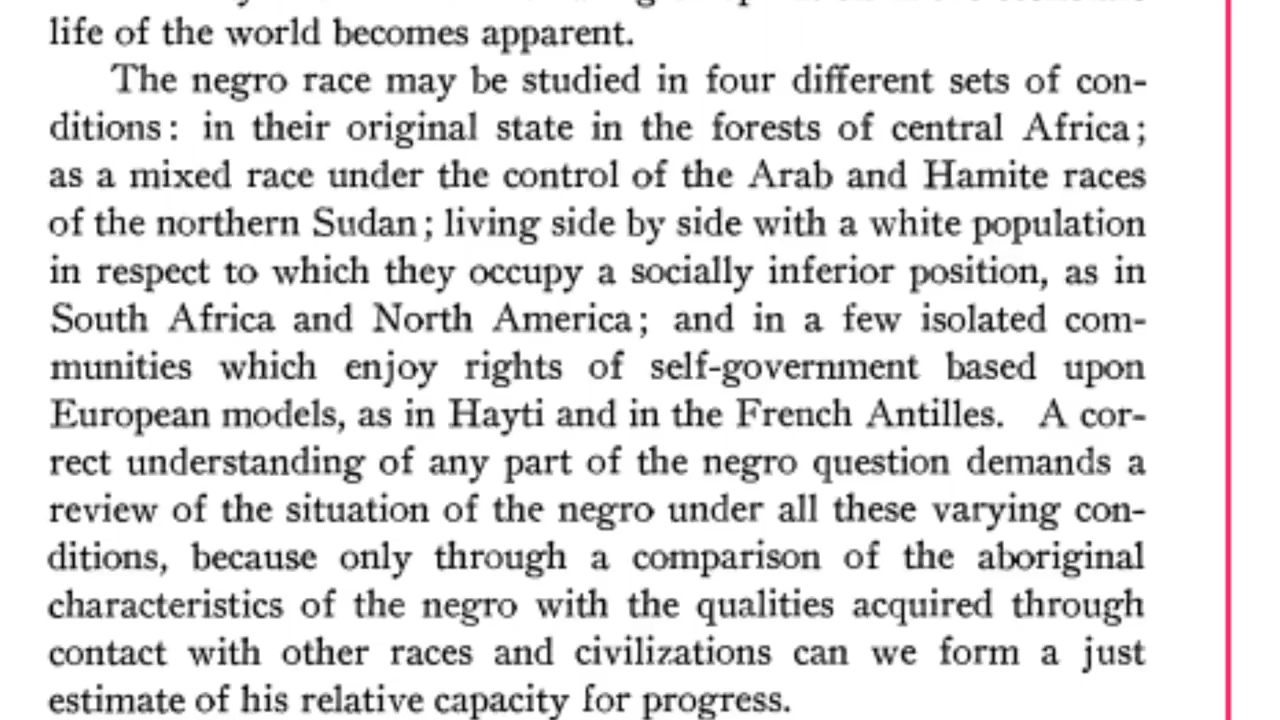 life of the world becomes apparent.
The negro race may be studied in four different sets of con-
ditions: in their original state in the forests of central Africa;
as a mixed race under the control of the Arab and Hamite races
of the northern Sudan; living side by side with a white population
in respect to which they occupy a socially inferior position, as in
South Africa and North America; and in a few isolated com-
munities which enjoy rights of self-government based upon
European models, as in Hayti and in the French Antilles. A cor-
rect understanding of any part of the negro question demands a
review of the situation of the negro under all these varying con-
ditions, because only through a comparison of the aboriginal
characteristics of the negro with the qualities acquired through
contact with other races and civilizations can we form a just
estimate of his relative capacity for progress.